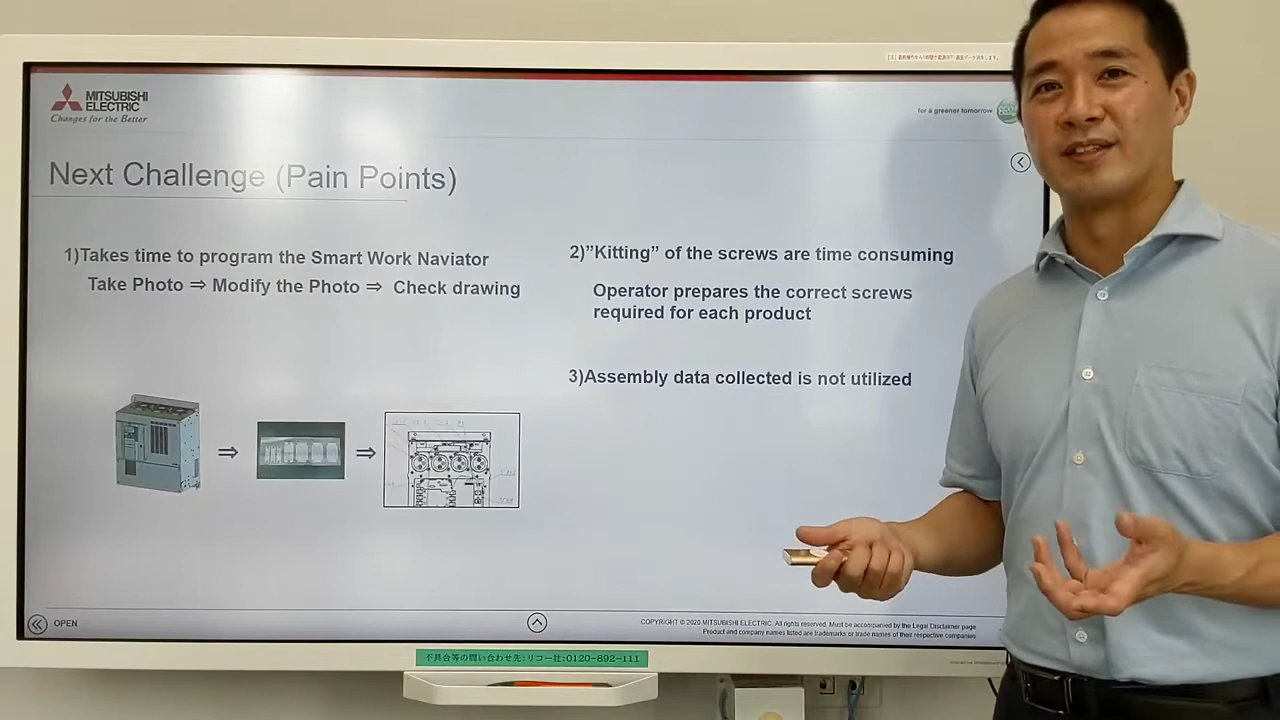 MITSUBISHI
ELECTRIC
Changes for the Better
for a greener tomorrow
Next Challenge (Pain Points)
1)Takes time to program the Smart Work Naviator
Take Photo ⇒ Modify the Photo ⇒ Check drawing
2)”Kitting” of the screws are time consuming
Operator prepares the correct screws
required for each product
3)Assembly data collected is not utilized
OPEN
COPYRIGHT © 2020 MITSUBISHI ELECTRIC. All rights reserved. Must be accompanied by the Legal Disclaimer page.
Product and company names listed are trademarks or trade names of their respective companies
不具合等の問い合わせ先:リコー社:0120-892-111